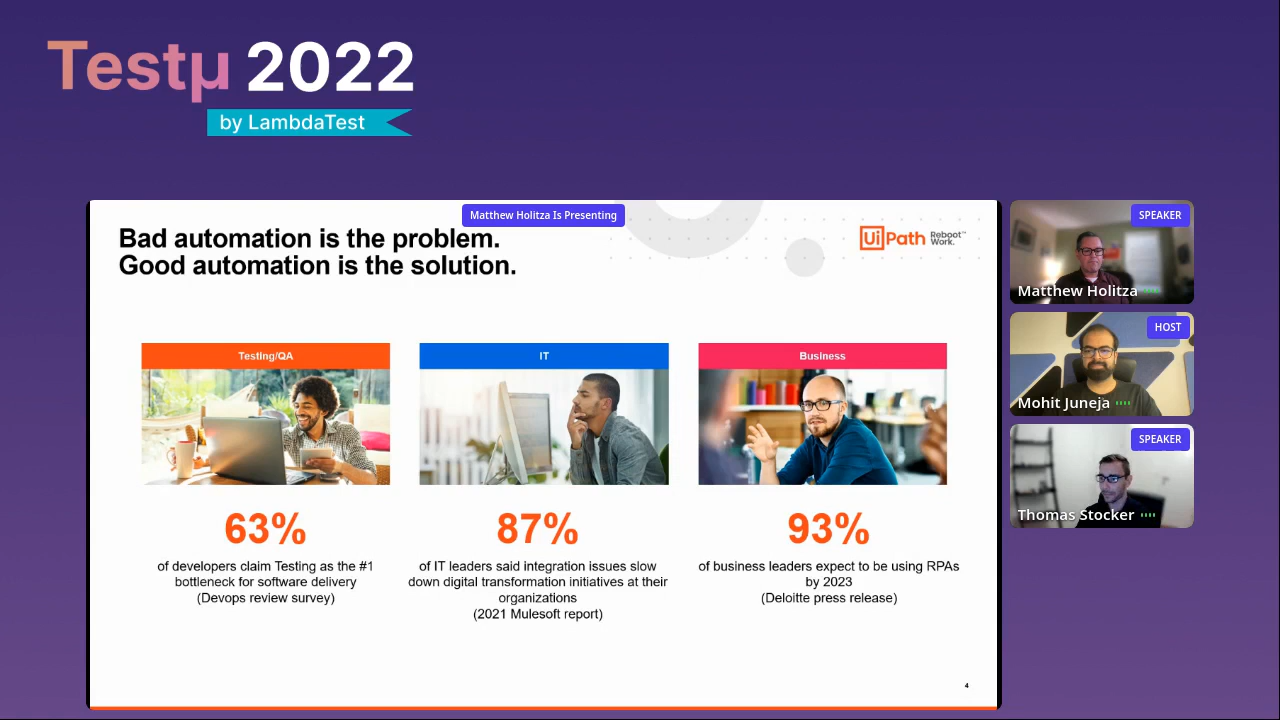 Testμ 2022
by LambdaTest
Matthew Holitza Is Presenting
Bad automation is the problem.
Good automation is the solution.
UiPath Reboot Work.™
Testing/QA
IT
Business
63%
of developers claim Testing as the #1
bottleneck for software delivery
(Devops review survey)
87%
of IT leaders said integration issues slow
down digital transformation initiatives at their
organizations
(2021 Mulesoft report)
93%
of business leaders expect to be using RPAs
by 2023
(Deloitte press release)
4
SPEAKER
Matthew Holitza
HOST
Mohit Juneja
SPEAKER
Thomas Stocker